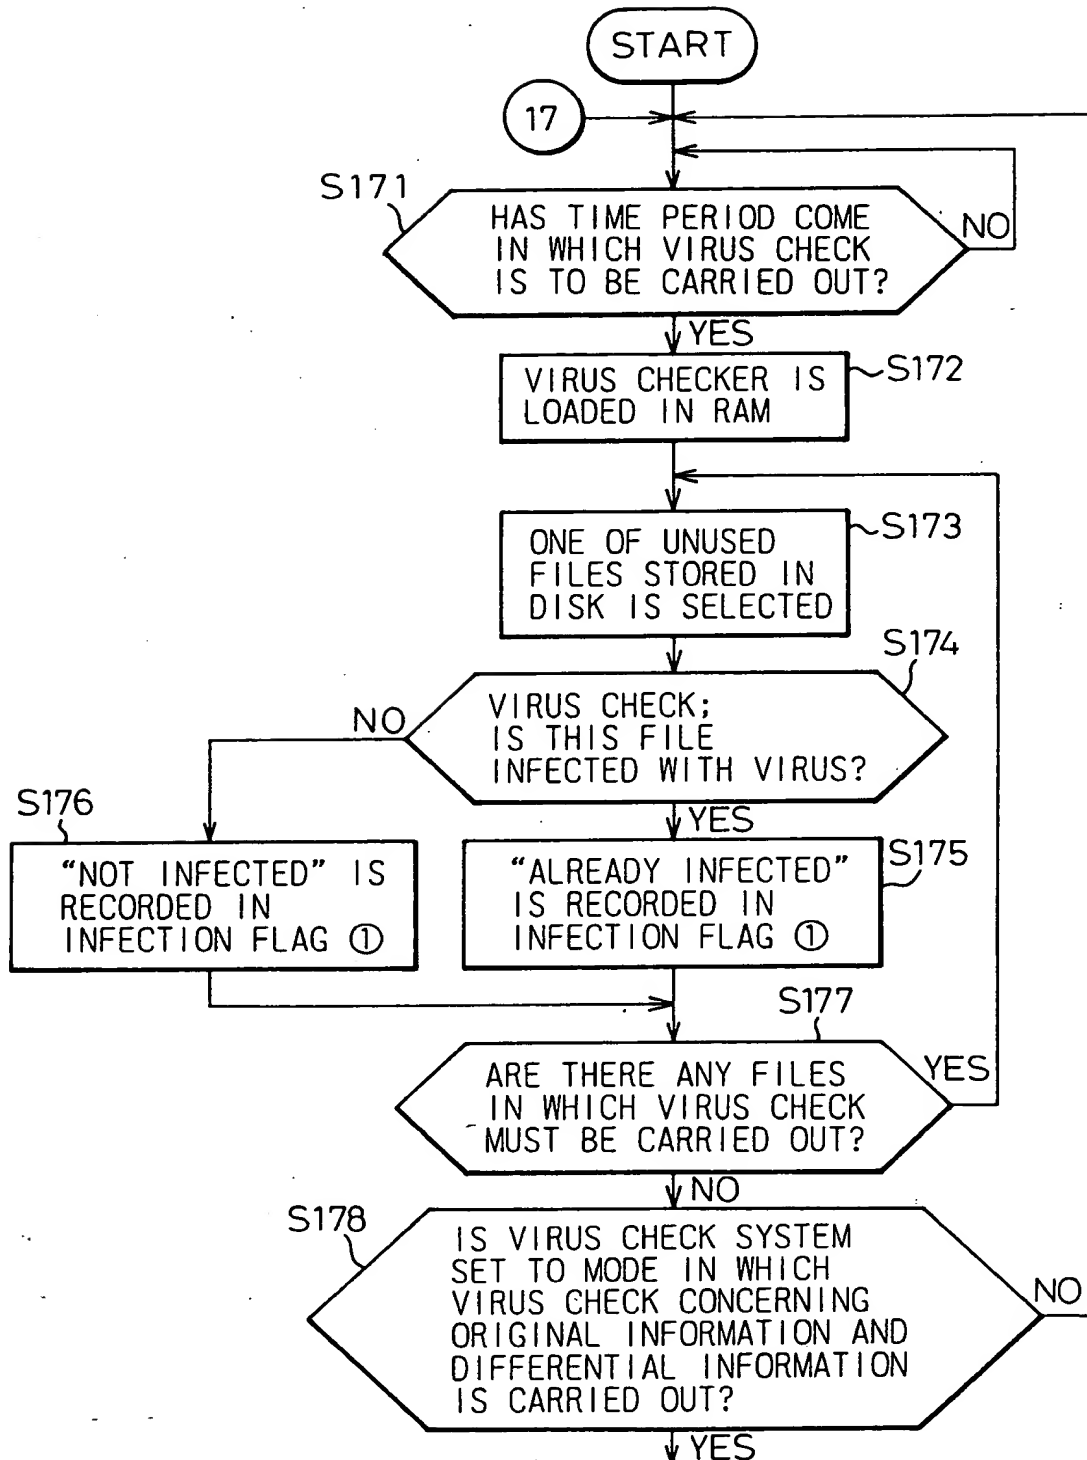 START
17
S171
HAS TIME PERIOD COME
IN WHICH VIRUS CHECK
IS TO BE CARRIED OUT?
NO
YES
VIRUS CHECKER IS
LOADED IN RAM
S172
ONE OF UNUSED
FILES STORED IN
DISK IS SELECTED
S173
S174
VIRUS CHECK;
IS THIS FILE
INFECTED WITH VIRUS?
NO
YES
S176
“NOT INFECTED” IS
RECORDED IN
INFECTION FLAG ①
“ALREADY INFECTED”
IS RECORDED IN
INFECTION FLAG ①
S175
S177
ARE THERE ANY FILES
IN WHICH VIRUS CHECK
MUST BE CARRIED OUT?
YES
NO
S178
IS VIRUS CHECK SYSTEM
SET TO MODE IN WHICH
VIRUS CHECK CONCERNING
ORIGINAL INFORMATION AND
DIFFERENTIAL INFORMATION
IS CARRIED OUT?
NO
YES